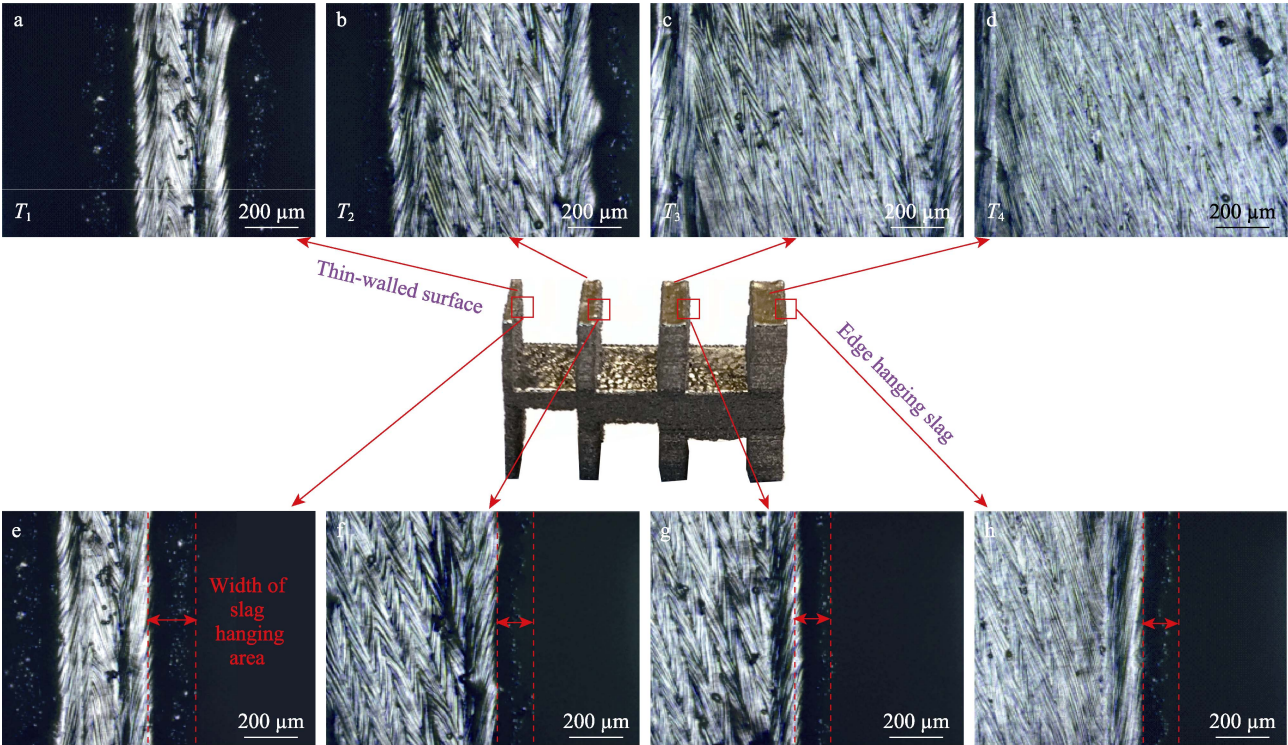 a
b
c
d
T1
200 µm
T2
200 µm
T3
200 µm
T4
200 µm
Thin-walled surface
Edge hanging slag
e
f
g
h
Width of
slag
hanging
area
200 µm
200 µm
200 µm
200 µm